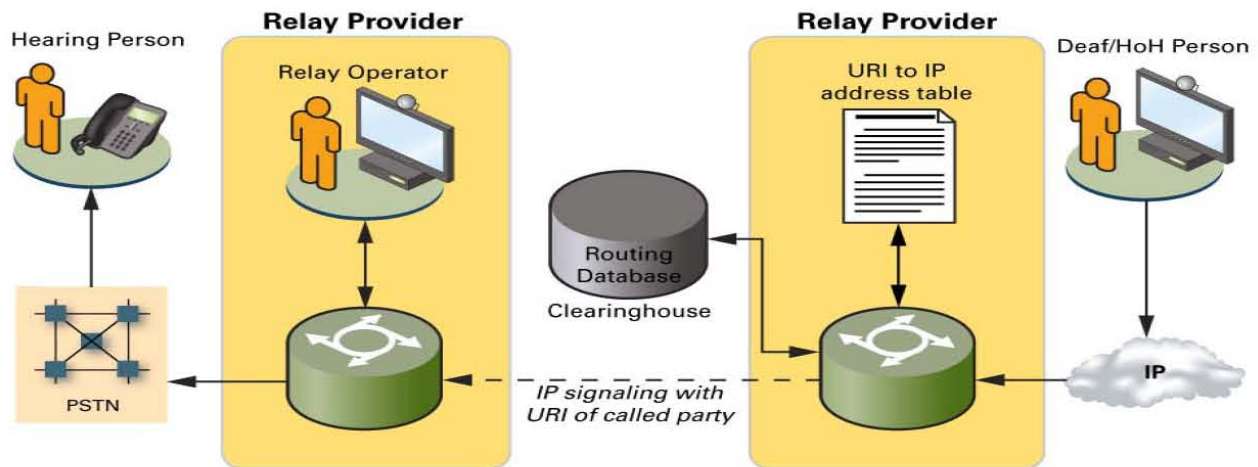 Relay Provider
Relay Provider
Hearing Person
Deaf/HoH Person
Relay Operator
URI to IP
address table
Routing
Database
Clearinghouse
IP
PSTN
IP signaling with
URI of called party